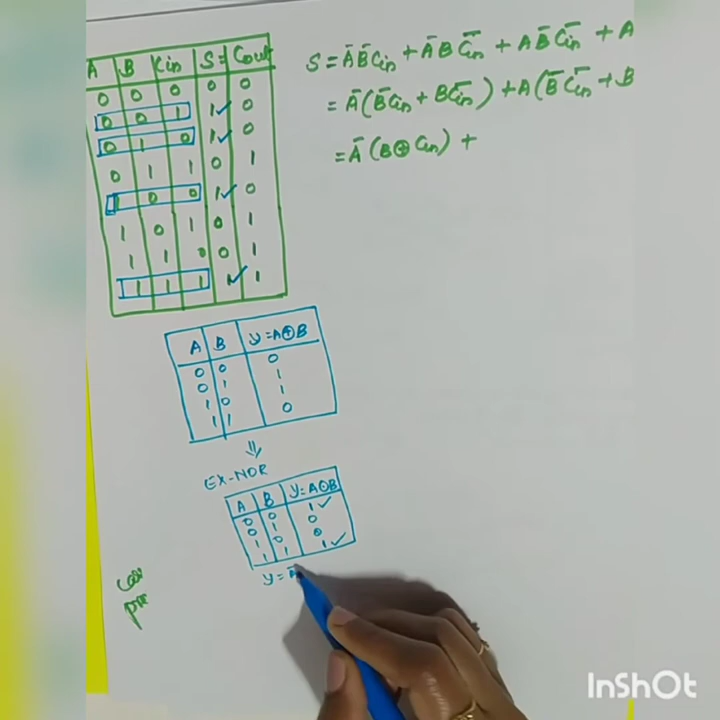 A B Cin S= Cout
0 0 0 0 0
0 0 1 1✓ 0
0 1 0 1✓ 0
0 1 1 0 1
1 0 0 1✓ 0
1 0 1 0 1
1 1 0 0 1
1 1 1 1✓ 1
S = A̅ B̅ Cin + A̅ B C̅in + A B̅ C̅in + A
= A̅ (B̅ Cin + B C̅in) + A (B̅ C̅in + B
= A̅ (B⊕Cin) +
A B y=A⊕B
0 0 0
0 1 1
1 0 1
1 1 0
⇓
EX-NOR
A B y=A⊙B
0 0 1✓
0 1 0
1 0 0
1 1 1✓
y = A̅
InShOt